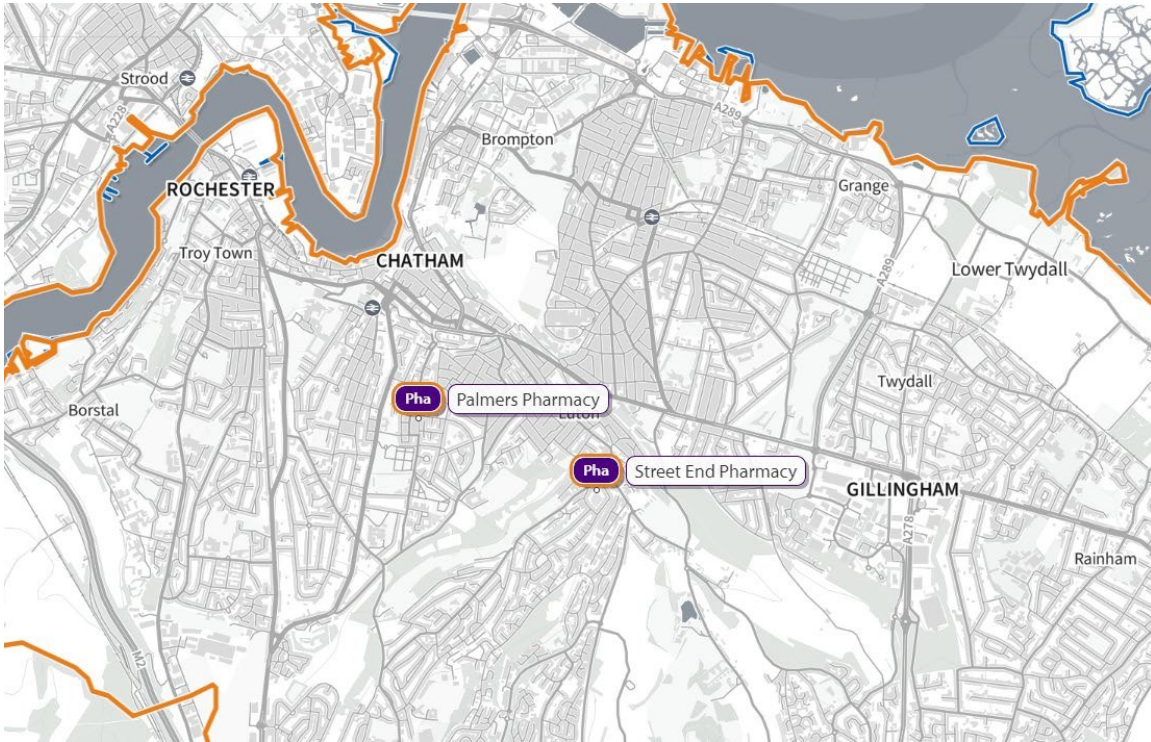 Strood
A228
A289
Brompton
ROCHESTER
Grange
Troy Town
CHATHAM
A289
Lower Twydall
Pha Palmers Pharmacy
Twydall
Borstal
Luton
Pha Street End Pharmacy
GILLINGHAM
A278
Rainham
M2